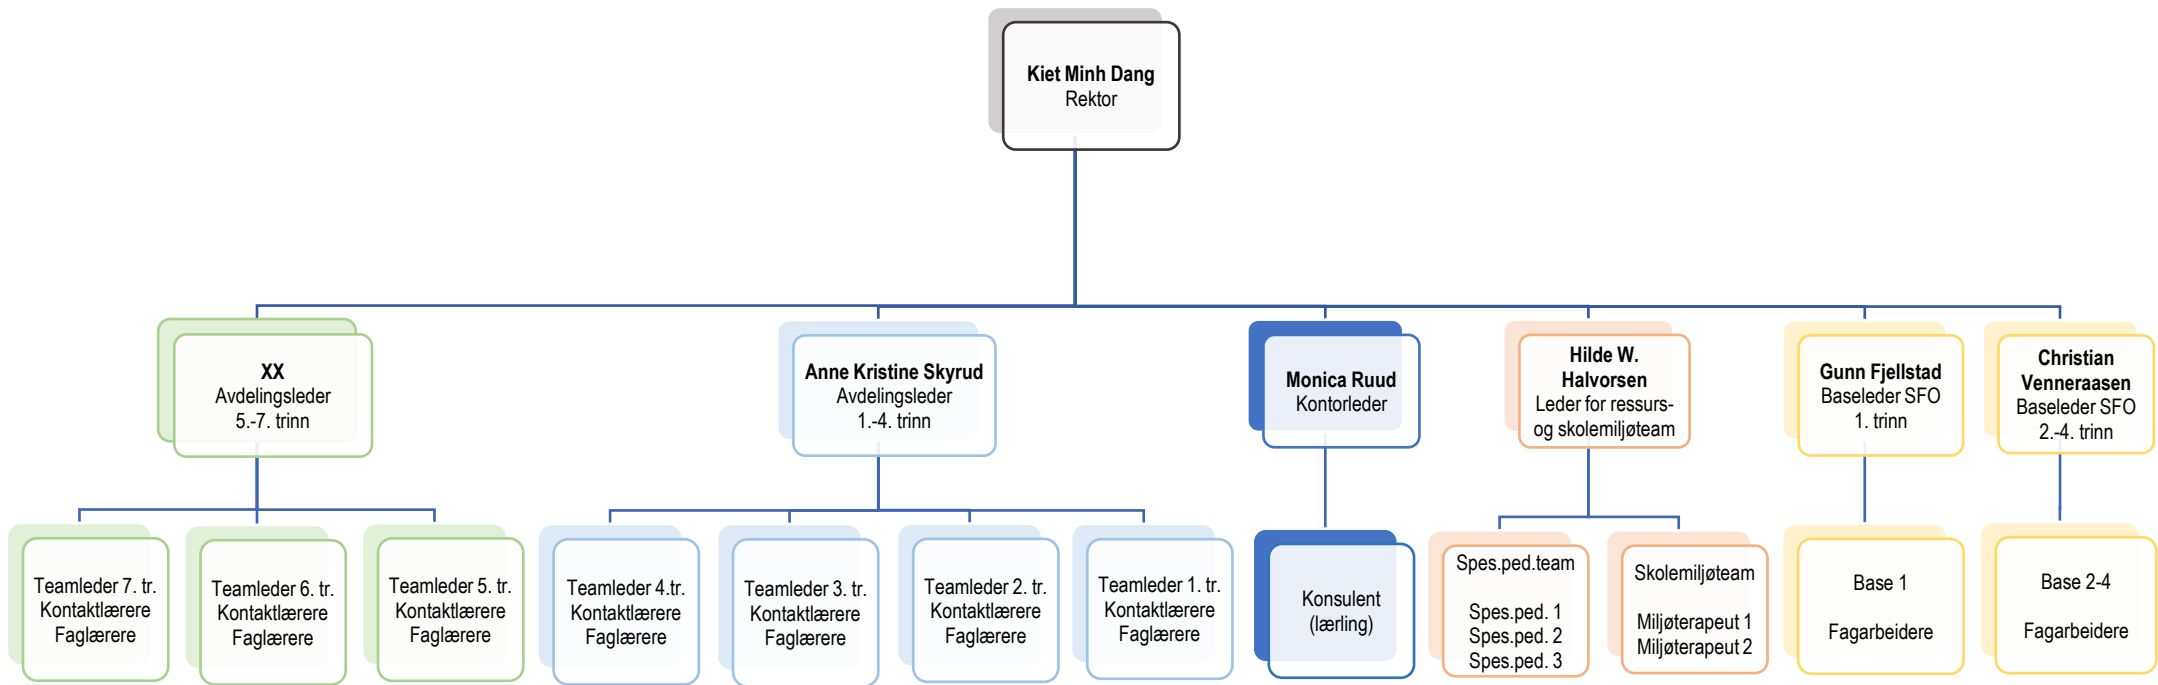 Kiet Minh Dang
Rektor
XX
Avdelingsleder
5.-7. trinn
Anne Kristine Skyrud
Avdelingsleder
1.-4. trinn
Monica Ruud
Kontorleder
Hilde W.
Halvorsen
Leder for ressurs-
og skolemiljøteam
Gunn Fjellstad
Baseleder SFO
1. trinn
Christian
Venneraasen
Baseleder SFO
2.-4. trinn
Teamleder 7. tr.
Kontaktlærere
Faglærere
Teamleder 6. tr.
Kontaktlærere
Faglærere
Teamleder 5. tr.
Kontaktlærere
Faglærere
Teamleder 4.tr.
Kontaktlærere
Faglærere
Teamleder 3. tr.
Kontaktlærere
Faglærere
Teamleder 2. tr.
Kontaktlærere
Faglærere
Teamleder 1. tr.
Kontaktlærere
Faglærere
Konsulent
(lærling)
Spes.ped.team
Spes.ped. 1
Spes.ped. 2
Spes.ped. 3
Skolemiljøteam
Miljøterapeut 1
Miljøterapeut 2
Base 1
Fagarbeidere
Base 2-4
Fagarbeidere